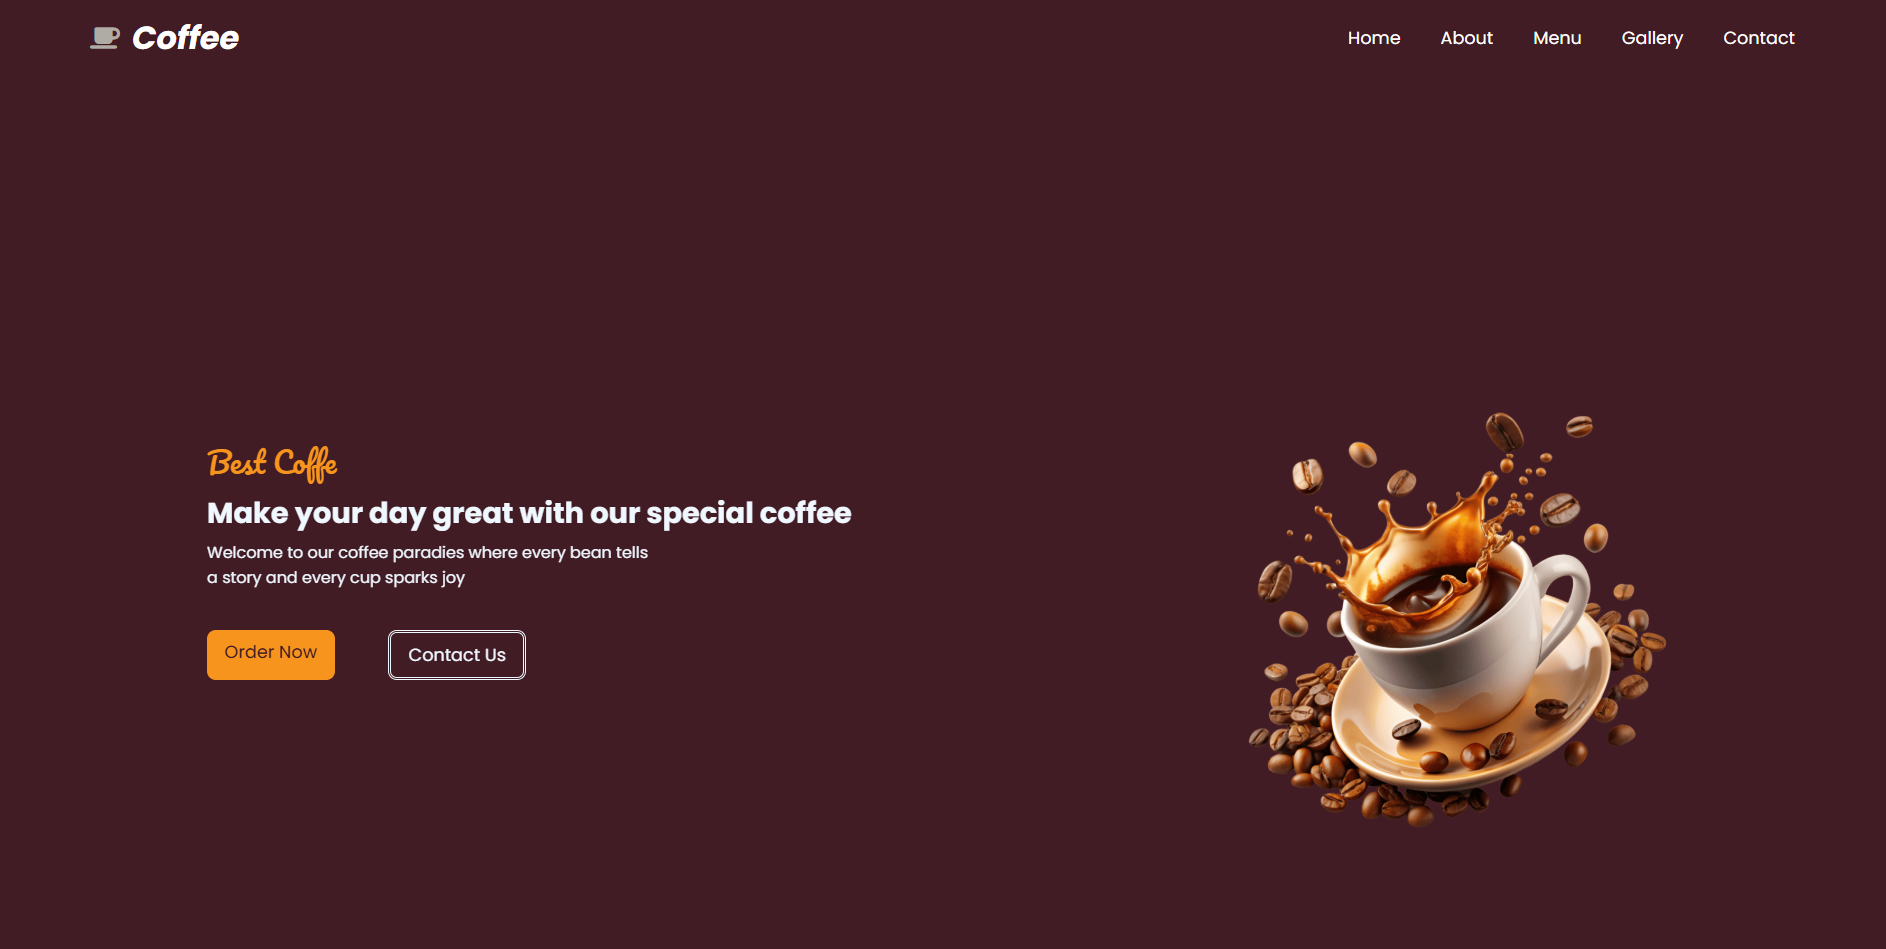 Coffee
Home About Menu Gallery Contact
Best Coffe
Make your day great with our special coffee
Welcome to our coffee paradies where every bean tells
a story and every cup sparks joy
Order Now Contact Us